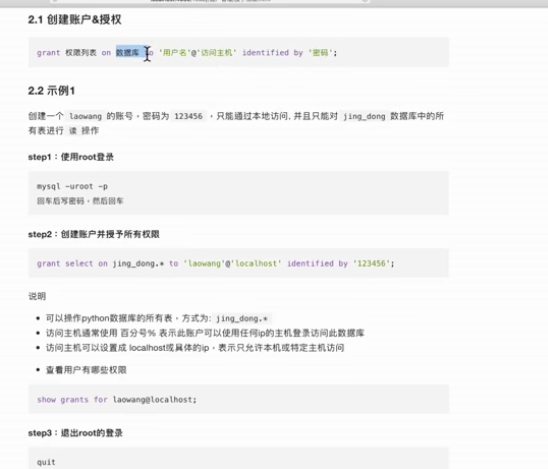 2.1 创建账户&授权
grant 权限列表 on 数据库 to '用户名'@'访问主机' identified by '密码';
2.2 示例1
创建一个 laowang 的账号，密码为 123456 ，只能通过本地访问, 并且只能对 jing_dong 数据库中的所
有表进行 读 操作
step1：使用root登录
mysql -uroot -p
回车后写密码，然后回车
step2：创建账户并授予所有权限
grant select on jing_dong.* to 'laowang'@'localhost' identified by '123456';
说明
• 可以操作python数据库的所有表，方式为: jing_dong.*
• 访问主机通常使用 百分号% 表示此账户可以使用任何ip的主机登录访问此数据库
• 访问主机可以设置成 localhost或具体的ip，表示只允许本机或特定主机访问
• 查看用户有哪些权限
show grants for laowang@localhost;
step3：退出root的登录
quit